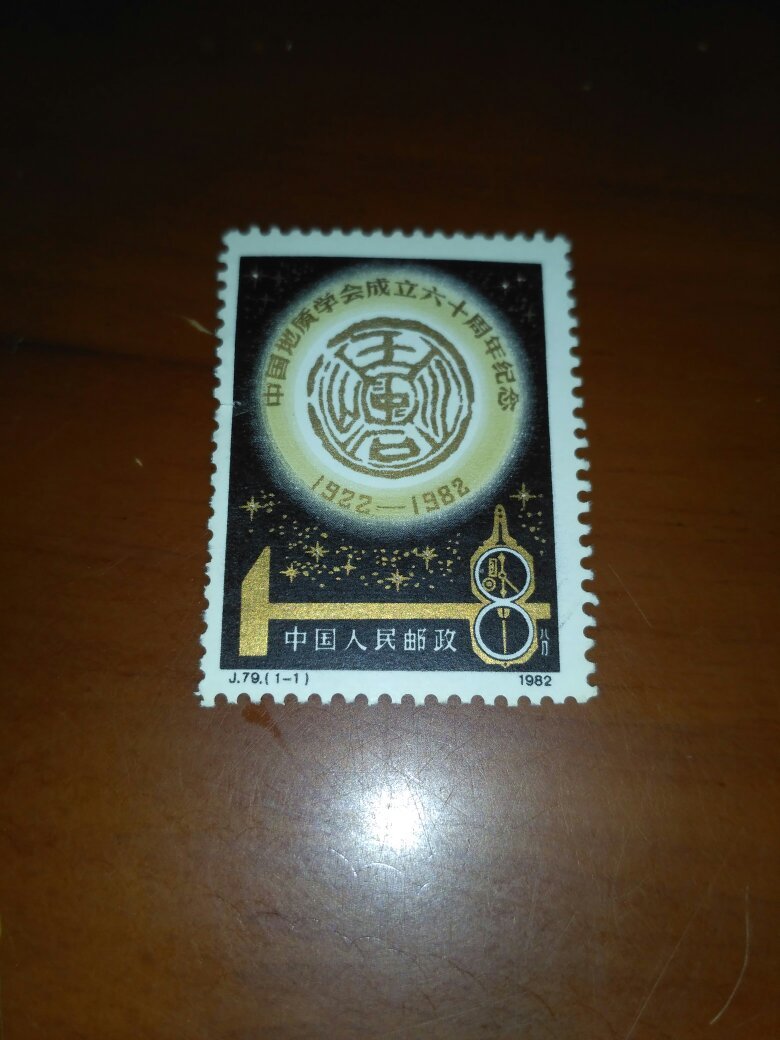 中国地质学会成立六十周年纪念
1922—1982
中国人民邮政
8
八分
J.79.(1-1)
1982